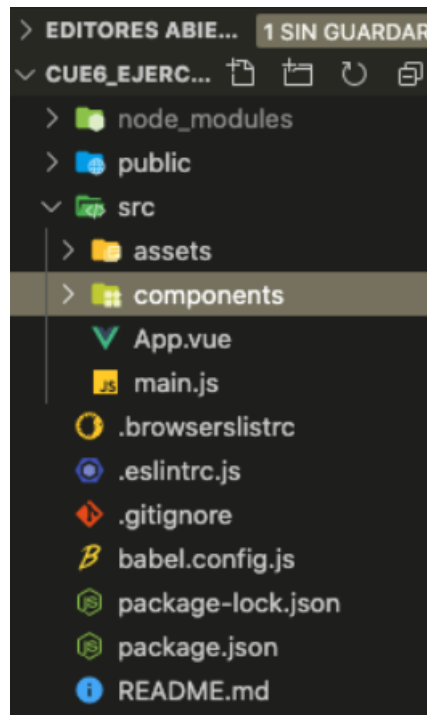 EDITORES ABIE... 1 SIN GUARDAR
CUE6_EJERC...
node_modules
public
src
assets
components
App.vue
JS main.js
.browserslistrc
.eslintrc.js
.gitignore
babel.config.js
package-lock.json
package.json
README.md